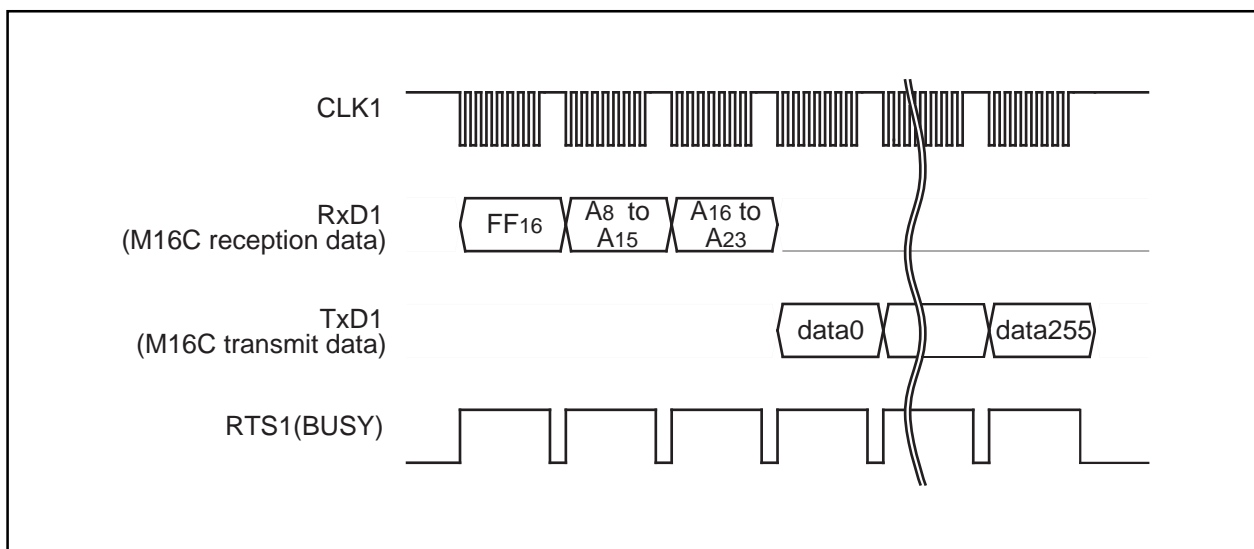 CLK1
RxD1
(M16C reception data)
FF16
A8 to
A15
A16 to
A23
TxD1
(M16C transmit data)
data0
data255
RTS1(BUSY)